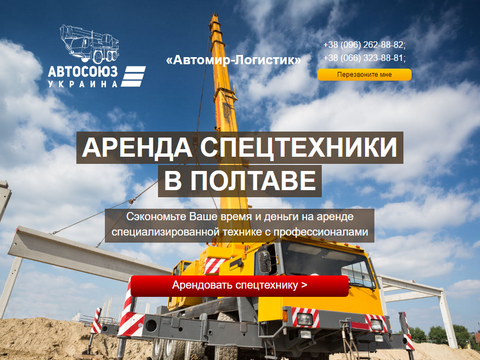 АВТОСОЮЗ
УКРАИНА
«Автомир-Логистик»
+38 (096) 262-88-82;
+38 (066) 323-88-81;
Перезвоните мне
АРЕНДА СПЕЦТЕХНИКИ
В ПОЛТАВЕ
Сэкономьте Ваше время и деньги на аренде
специализированной технике с профессионалами
Арендовать спецтехнику >